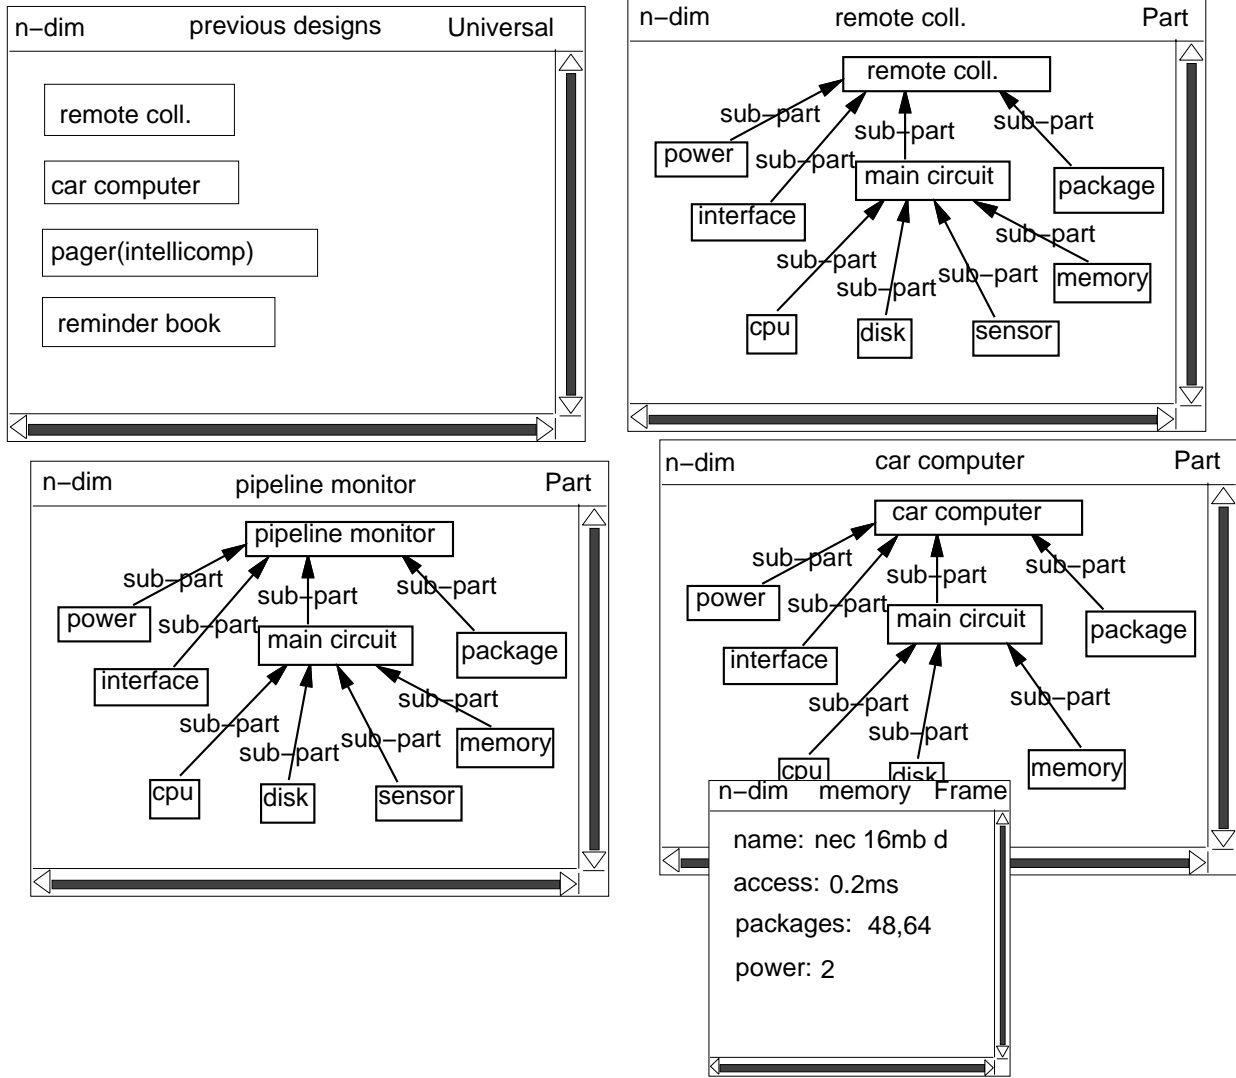 n−dim previous designs Universal
remote coll.
car computer
pager(intellicomp)
reminder book
n−dim remote coll. Part
remote coll.
sub−part sub−part sub−part
power sub−part main circuit package
interface
sub−part sub−part sub−part sub−part
memory
cpu disk sensor
n−dim pipeline monitor Part
pipeline monitor
sub−part sub−part sub−part
power sub−part main circuit package
interface
sub−part sub−part sub−part sub−part
memory
cpu disk sensor
n−dim car computer Part
car computer
sub−part sub−part sub−part
power sub−part main circuit package
interface
sub−part sub−part sub−part
cpu disk memory
n−dim memory Frame
name: nec 16mb d
access: 0.2ms
packages: 48,64
power: 2